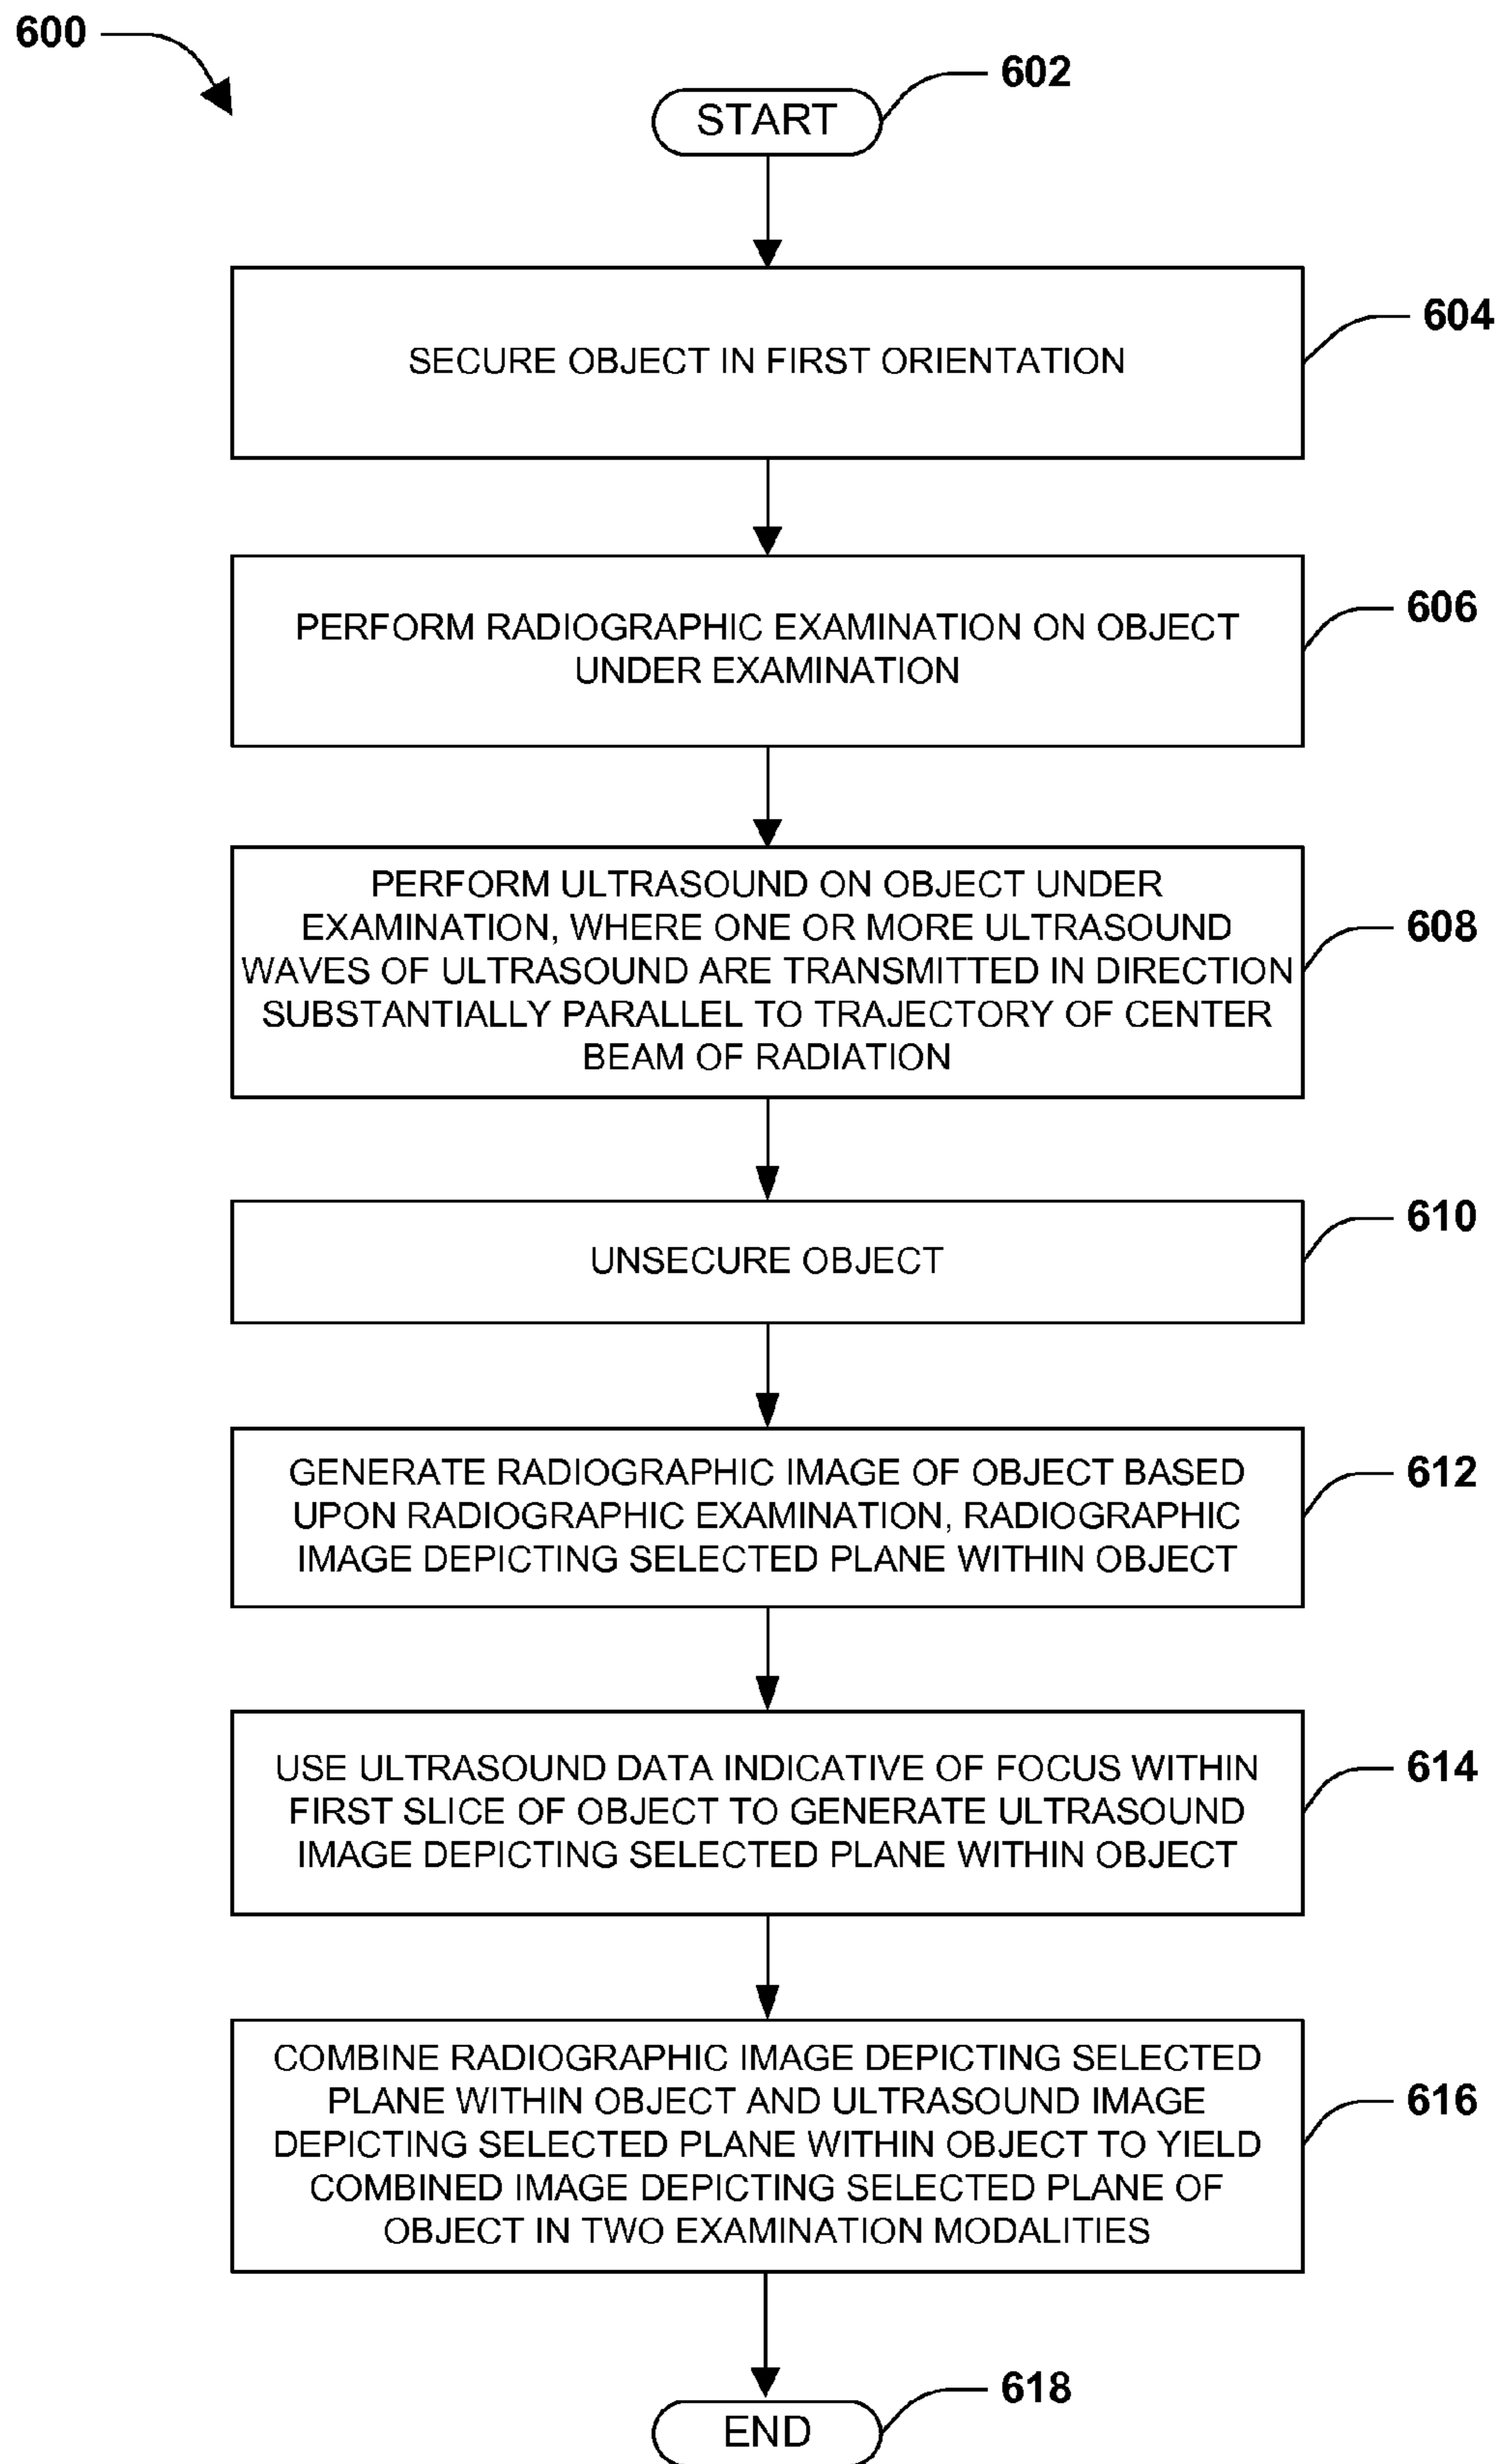 600
602
START
604
SECURE OBJECT IN FIRST ORIENTATION
606
PERFORM RADIOGRAPHIC EXAMINATION ON OBJECT
UNDER EXAMINATION
608
PERFORM ULTRASOUND ON OBJECT UNDER
EXAMINATION, WHERE ONE OR MORE ULTRASOUND
WAVES OF ULTRASOUND ARE TRANSMITTED IN DIRECTION
SUBSTANTIALLY PARALLEL TO TRAJECTORY OF CENTER
BEAM OF RADIATION
610
UNSECURE OBJECT
612
GENERATE RADIOGRAPHIC IMAGE OF OBJECT BASED
UPON RADIOGRAPHIC EXAMINATION, RADIOGRAPHIC
IMAGE DEPICTING SELECTED PLANE WITHIN OBJECT
614
USE ULTRASOUND DATA INDICATIVE OF FOCUS WITHIN
FIRST SLICE OF OBJECT TO GENERATE ULTRASOUND
IMAGE DEPICTING SELECTED PLANE WITHIN OBJECT
616
COMBINE RADIOGRAPHIC IMAGE DEPICTING SELECTED
PLANE WITHIN OBJECT AND ULTRASOUND IMAGE
DEPICTING SELECTED PLANE WITHIN OBJECT TO YIELD
COMBINED IMAGE DEPICTING SELECTED PLANE OF
OBJECT IN TWO EXAMINATION MODALITIES
618
END